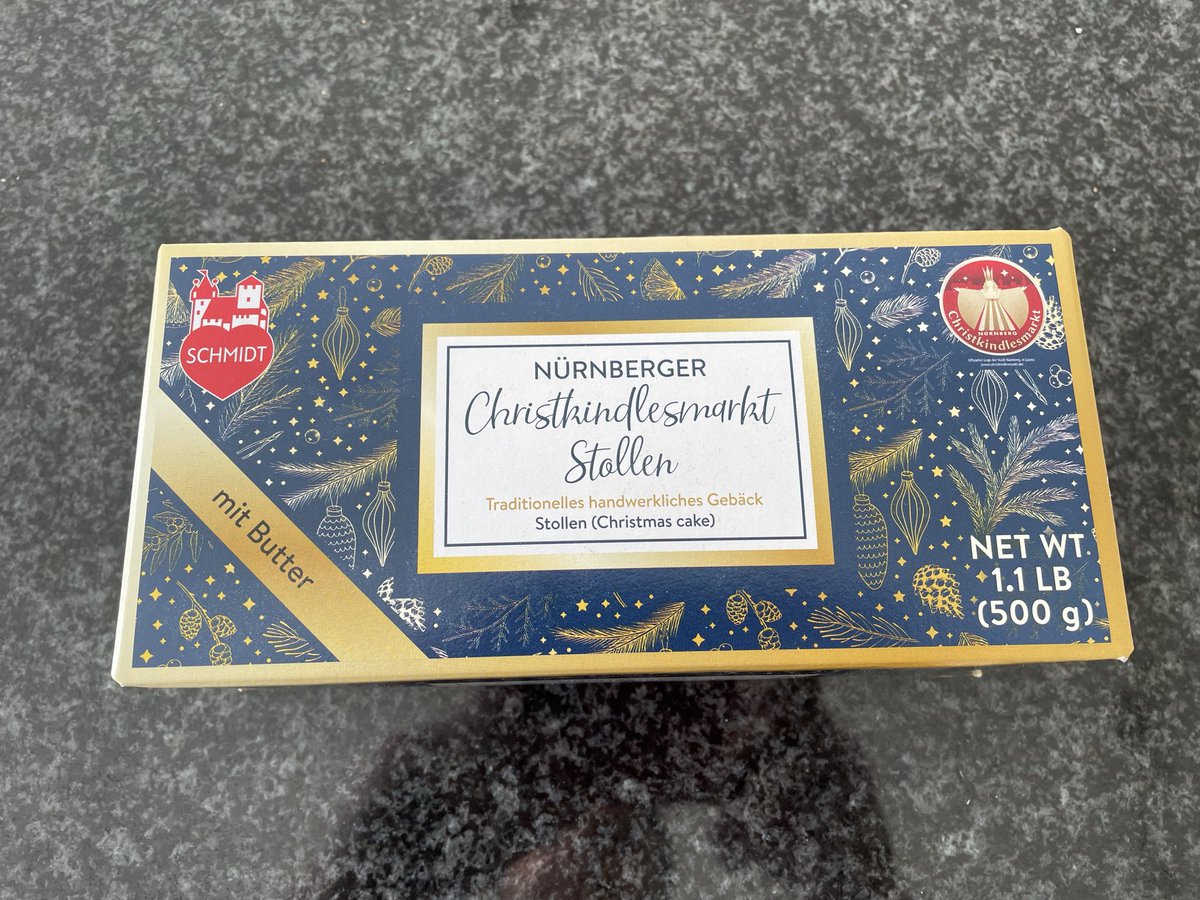 SCHMIDT
NÜRNBERG
Christkindlesmarkt
NÜRNBERGER
Christkindlesmarkt
Stollen
Traditionelles handwerkliches Gebäck
Stollen (Christmas cake)
mit Butter
NET WT
1.1 LB
(500 g)